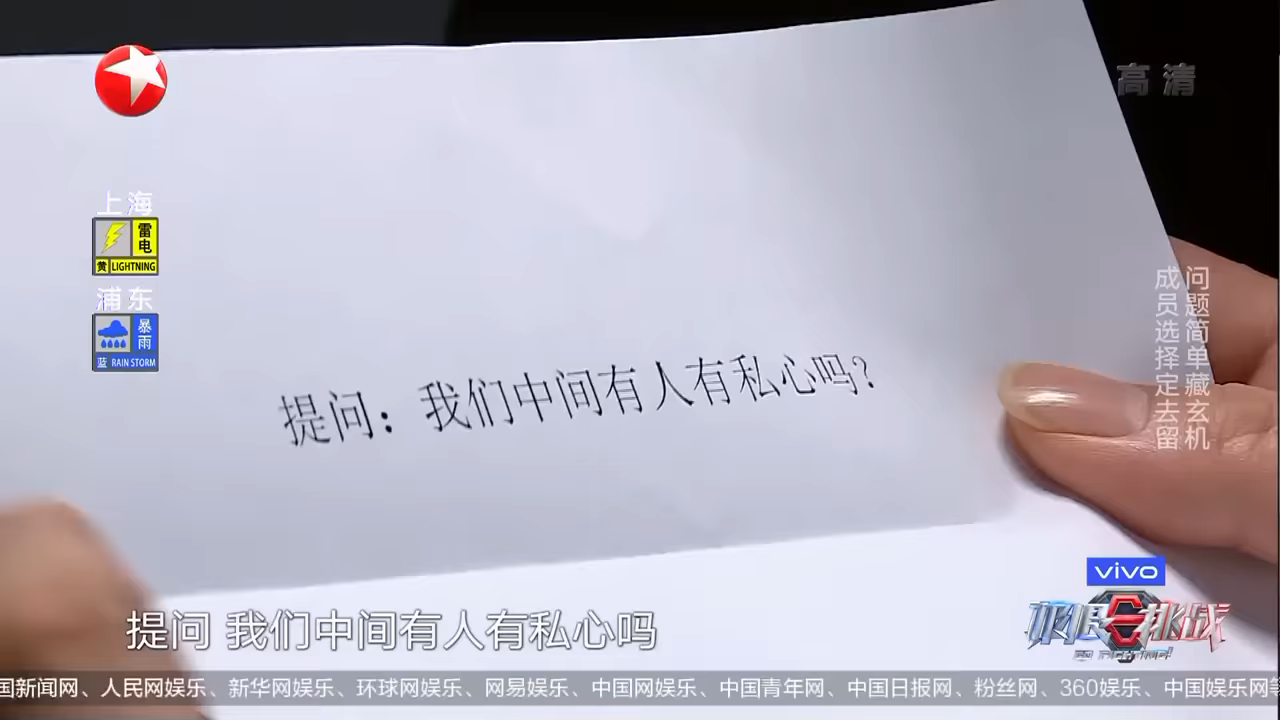 高清
上海
雷电
黄 LIGHTNING
浦东
暴雨
蓝 RAIN STORM
问题简单藏玄机
成员选择定去留
提问：我们中间有人有私心吗？
vivo
极限挑战
GO FIGHTING!
提问 我们中间有人有私心吗
国新闻网、人民网娱乐、新华网娱乐、环球网娱乐、网易娱乐、中国网娱乐、中国青年网、中国日报网、粉丝网、360娱乐、中国娱乐网等